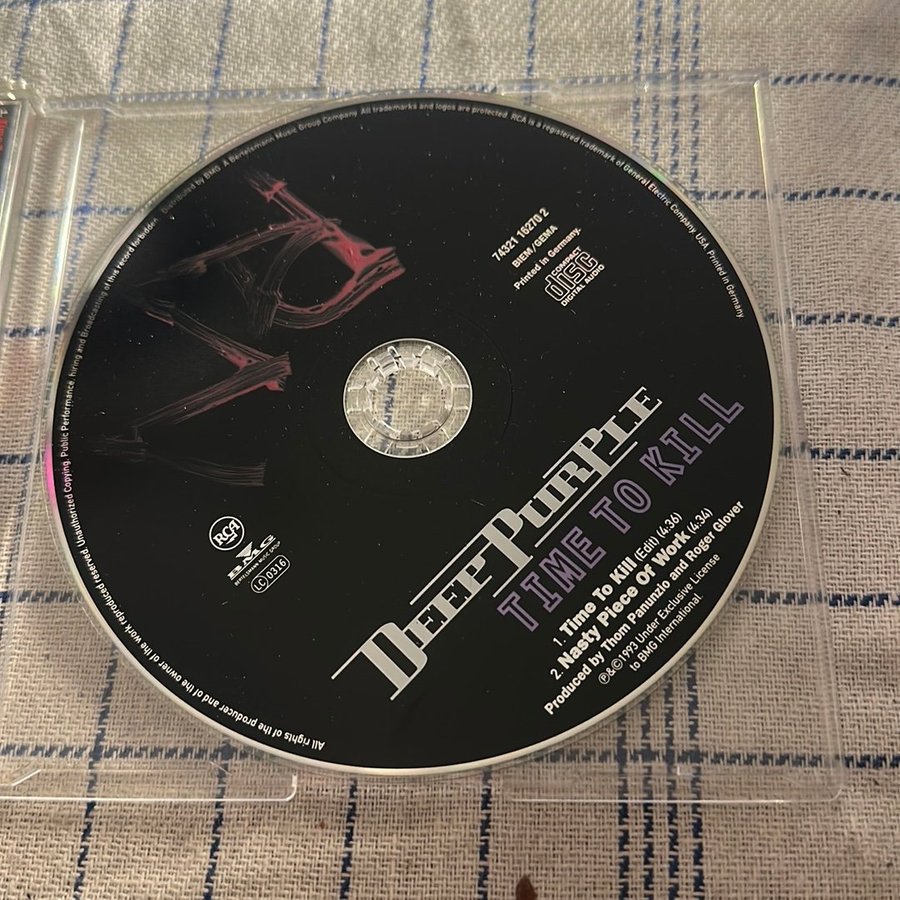 All rights of the producer and of the owner of the work reproduced reserved. Unauthorized Copying, Public Performance, hiring and Broadcasting of this record forbidden. Distributed by BMG. A Bertelsmann Music Group Company. All trademarks and logos are protected. RCA is a registered trademark of General Electric Company USA. Printed in Germany
74321 16270 2
BIEM/GEMA
Printed in Germany.
COMPACT
disc
DIGITAL AUDIO
RCA
BMG
BERTELSMANN MUSIC GROUP
LC 0316
DEEP PURPLE
TIME TO KILL
1. Time To Kill (Edit) (4:36)
2. Nasty Piece Of Work (4:34)
Produced by Thom Panunzio and Roger Glover
℗&© 1993 Under Exclusive License
to BMG International.